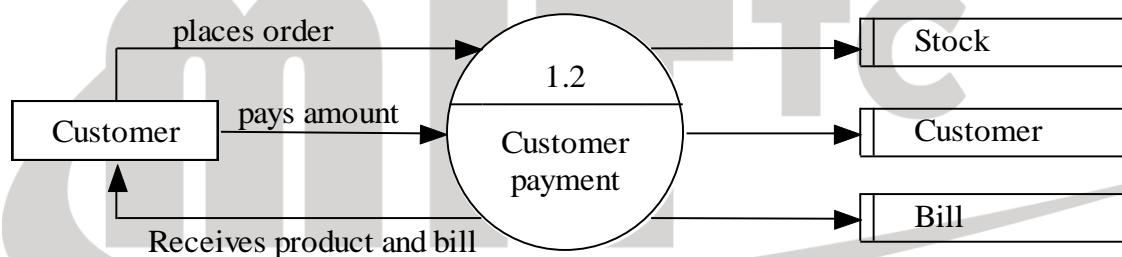 places order
1.2
Stock
Customer
pays amount
Customer
payment
Customer
Receives product and bill
Bill